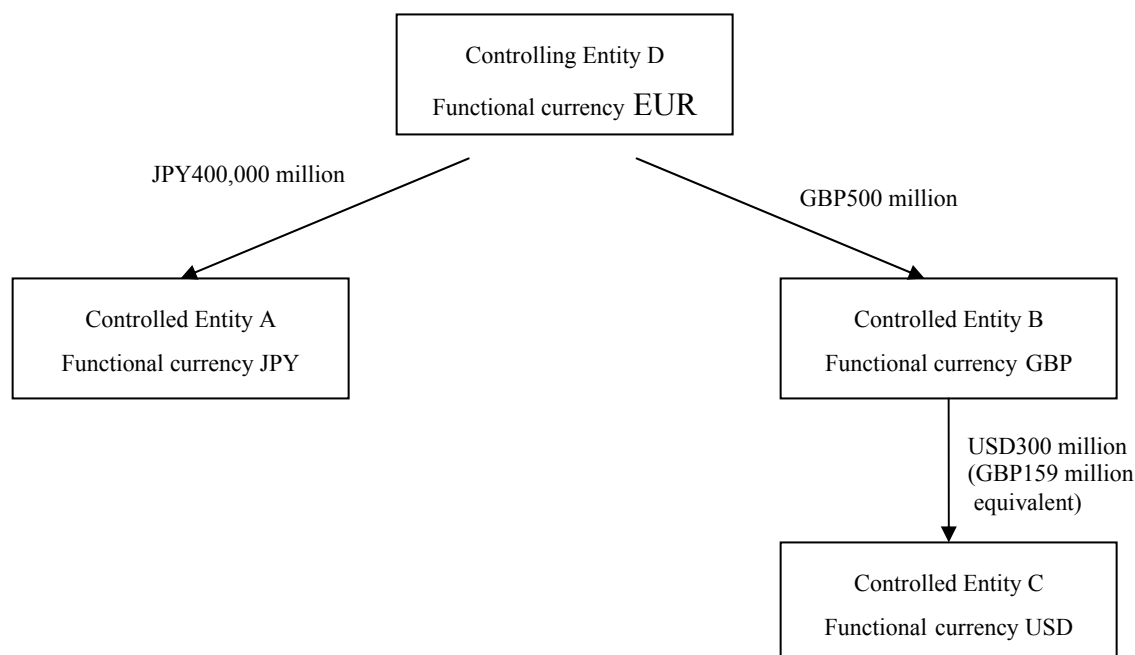 Controlling Entity D
Functional currency EUR
JPY400,000 million
GBP500 million
Controlled Entity A
Functional currency JPY
Controlled Entity B
Functional currency GBP
USD300 million
(GBP159 million
equivalent)
Controlled Entity C
Functional currency USD